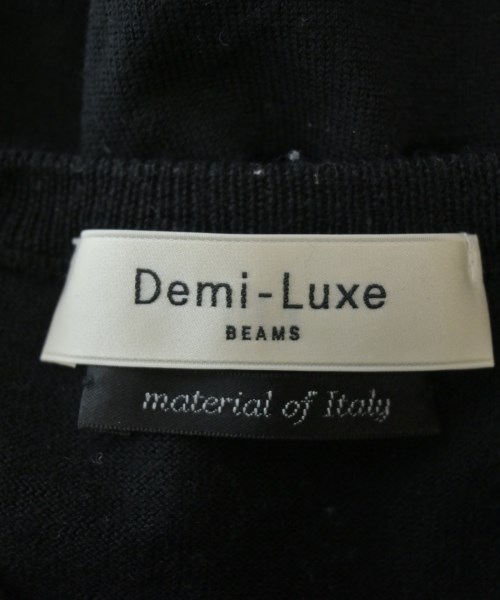 Demi-Luxe
BEAMS
material of Italy